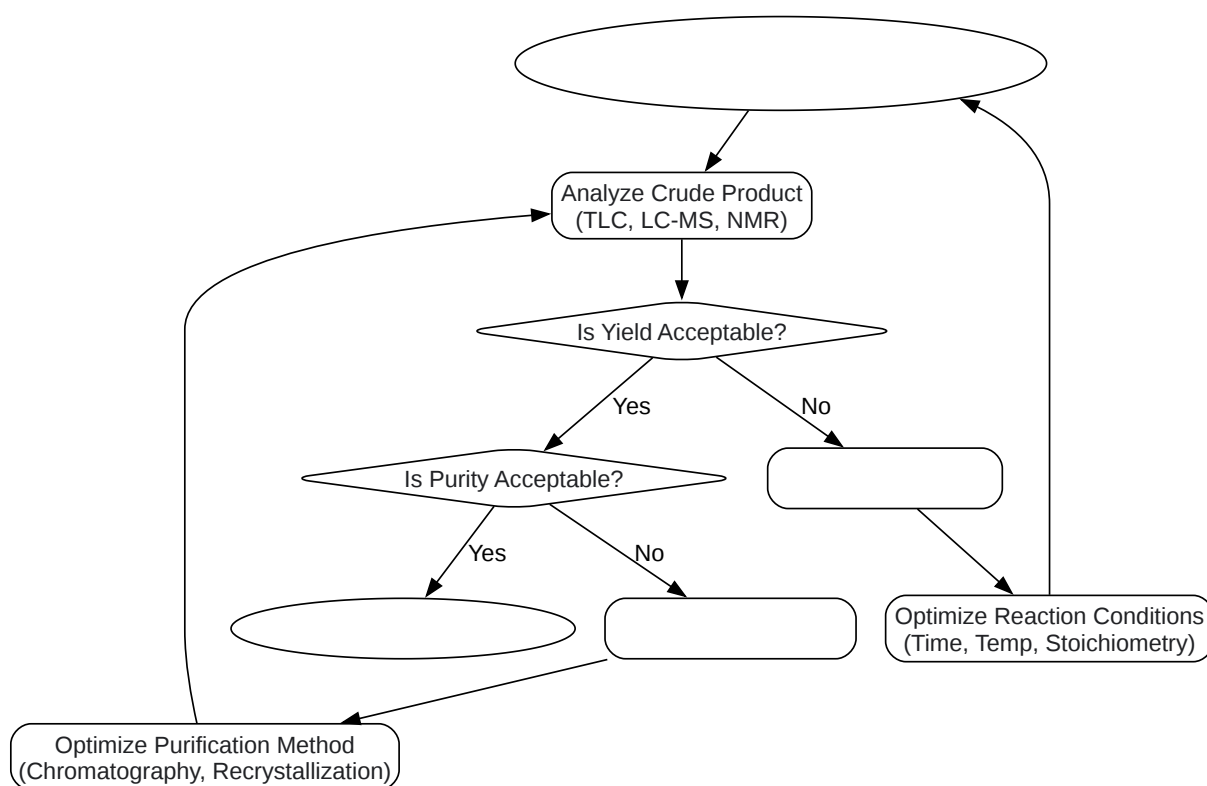 Analyze Crude Product
(TLC, LC-MS, NMR)
Is Yield Acceptable?
Yes
No
Is Purity Acceptable?
Yes
No
Optimize Reaction Conditions
(Time, Temp, Stoichiometry)
Optimize Purification Method
(Chromatography, Recrystallization)